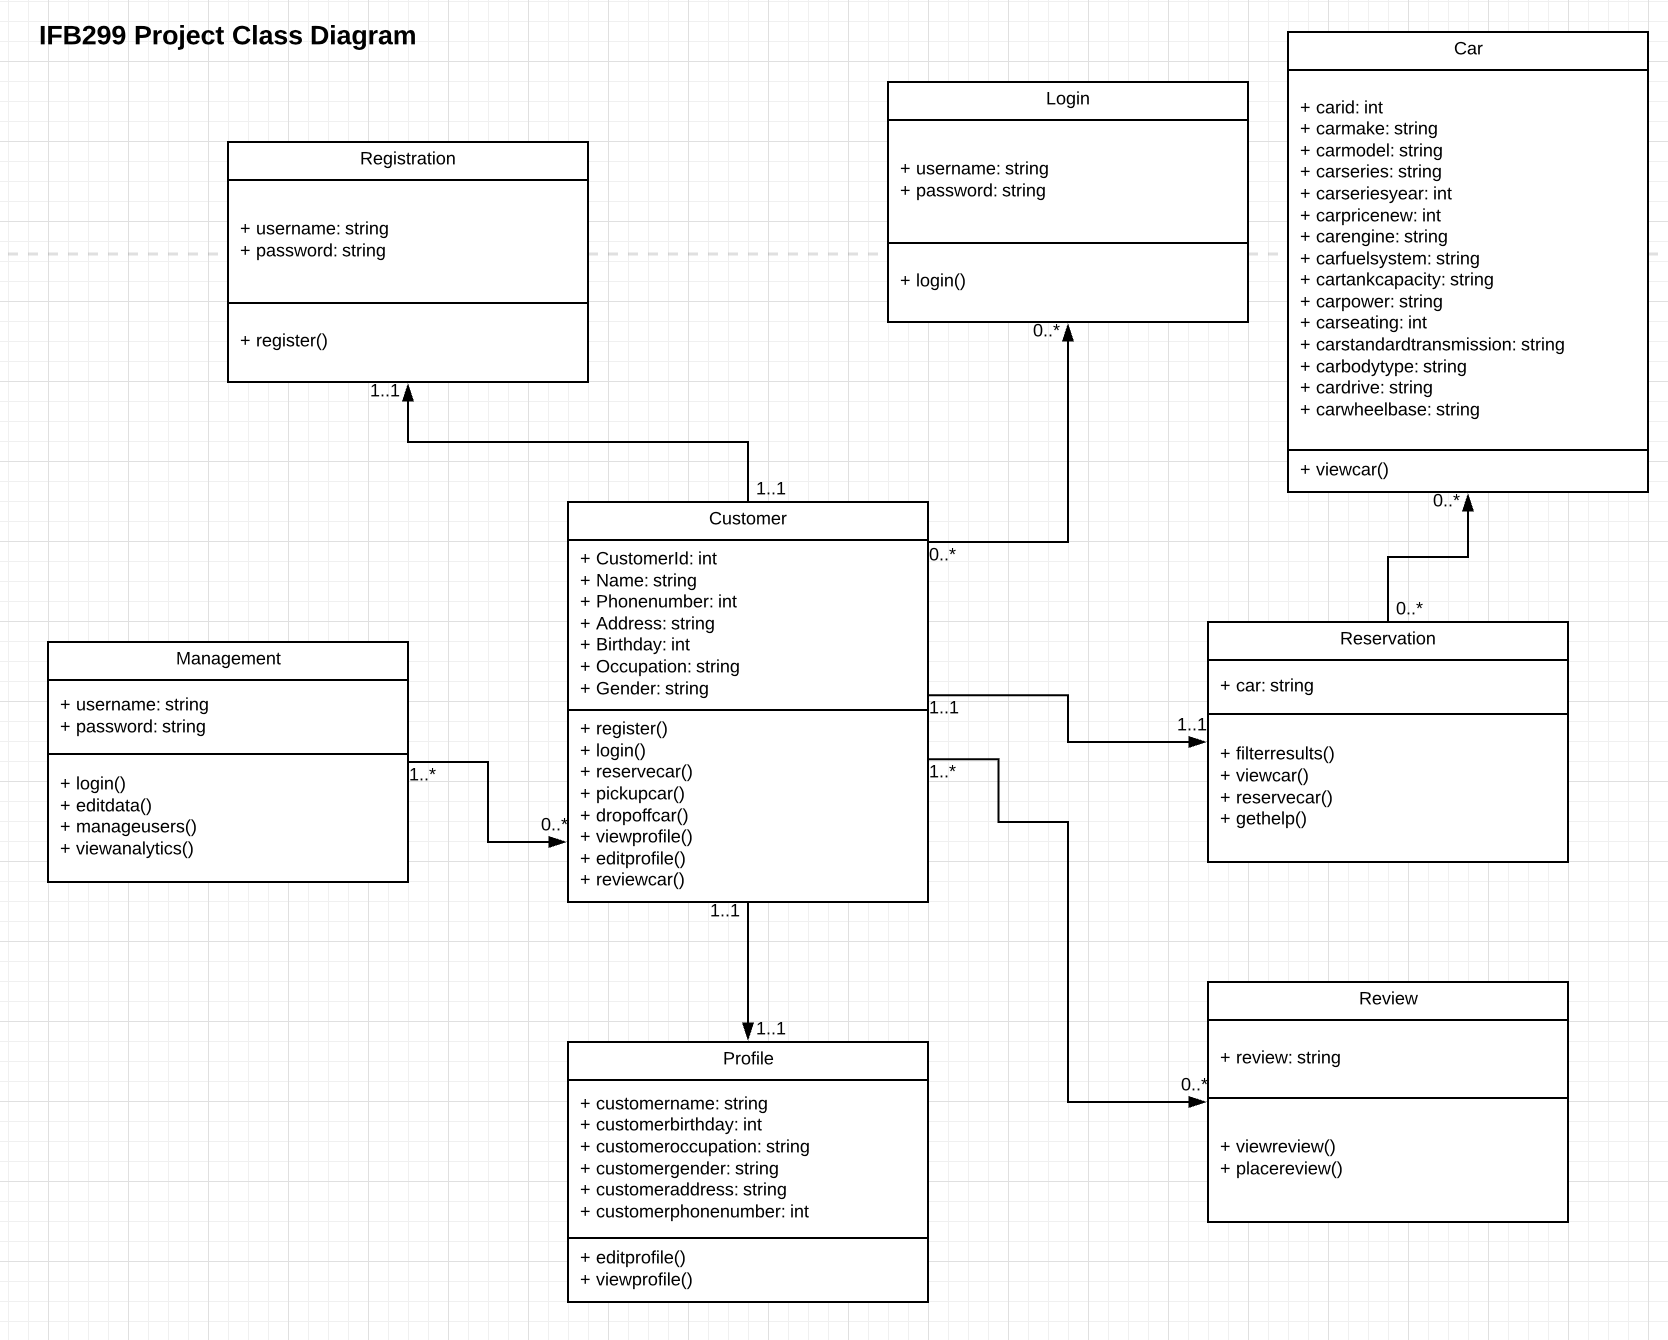 IFB299 Project Class Diagram
Registration
+ username: string
+ password: string
+ register()
1..1
Login
+ username: string
+ password: string
+ login()
0..*
Car
+ carid: int
+ carmake: string
+ carmodel: string
+ carseries: string
+ carseriesyear: int
+ carpricenew: int
+ carengine: string
+ carfuelsystem: string
+ cartankcapacity: string
+ carpower: string
+ carseating: int
+ carstandardtransmission: string
+ carbodytype: string
+ cardrive: string
+ carwheelbase: string
+ viewcar()
0..*
1..1
Customer
+ CustomerId: int
+ Name: string
+ Phonenumber: int
+ Address: string
+ Birthday: int
+ Occupation: string
+ Gender: string
+ register()
+ login()
+ reservecar()
+ pickupcar()
+ dropoffcar()
+ viewprofile()
+ editprofile()
+ reviewcar()
0..*
1..1
1..*
1..1
Management
+ username: string
+ password: string
+ login()
+ editdata()
+ manageusers()
+ viewanalytics()
1..*
0..*
0..*
Reservation
+ car: string
+ filterresults()
+ viewcar()
+ reservecar()
+ gethelp()
1..1
1..1
Profile
+ customername: string
+ customerbirthday: int
+ customeroccupation: string
+ customergender: string
+ customeraddress: string
+ customerphonenumber: int
+ editprofile()
+ viewprofile()
Review
+ review: string
+ viewreview()
+ placereview()
0..*